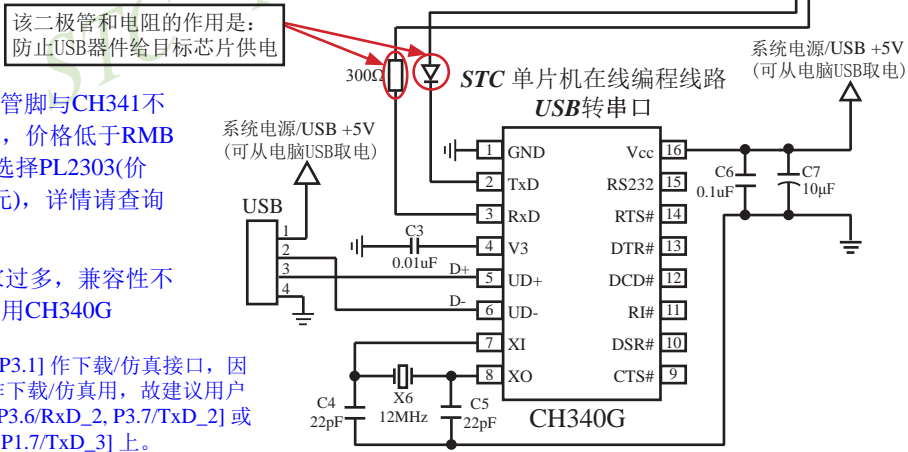 该二极管和电阻的作用是：
防止USB器件给目标芯片供电
STC
管脚与CH341不
，价格低于RMB
选择PL2303(价
元)，详情请查询
过多，兼容性不
用CH340G
P3.1] 作下载/仿真接口，因
下载/仿真用，故建议用户
P3.6/RxD_2, P3.7/TxD_2] 或
P1.7/TxD_3] 上。
300Ω
STC 单片机在线编程线路
USB转串口
系统电源/USB +5V
(可从电脑USB取电)
系统电源/USB +5V
(可从电脑USB取电)
USB
1
2
3
4
C3
0.01uF
D+
D-
1 GND
2 TxD
3 RxD
4 V3
5 UD+
6 UD-
7 XI
8 XO
Vcc 16
RS232 15
RTS# 14
DTR# 13
DCD# 12
RI# 11
DSR# 10
CTS# 9
CH340G
C6
0.1uF
C7
10μF
C4
22pF
X6
12MHz
C5
22pF